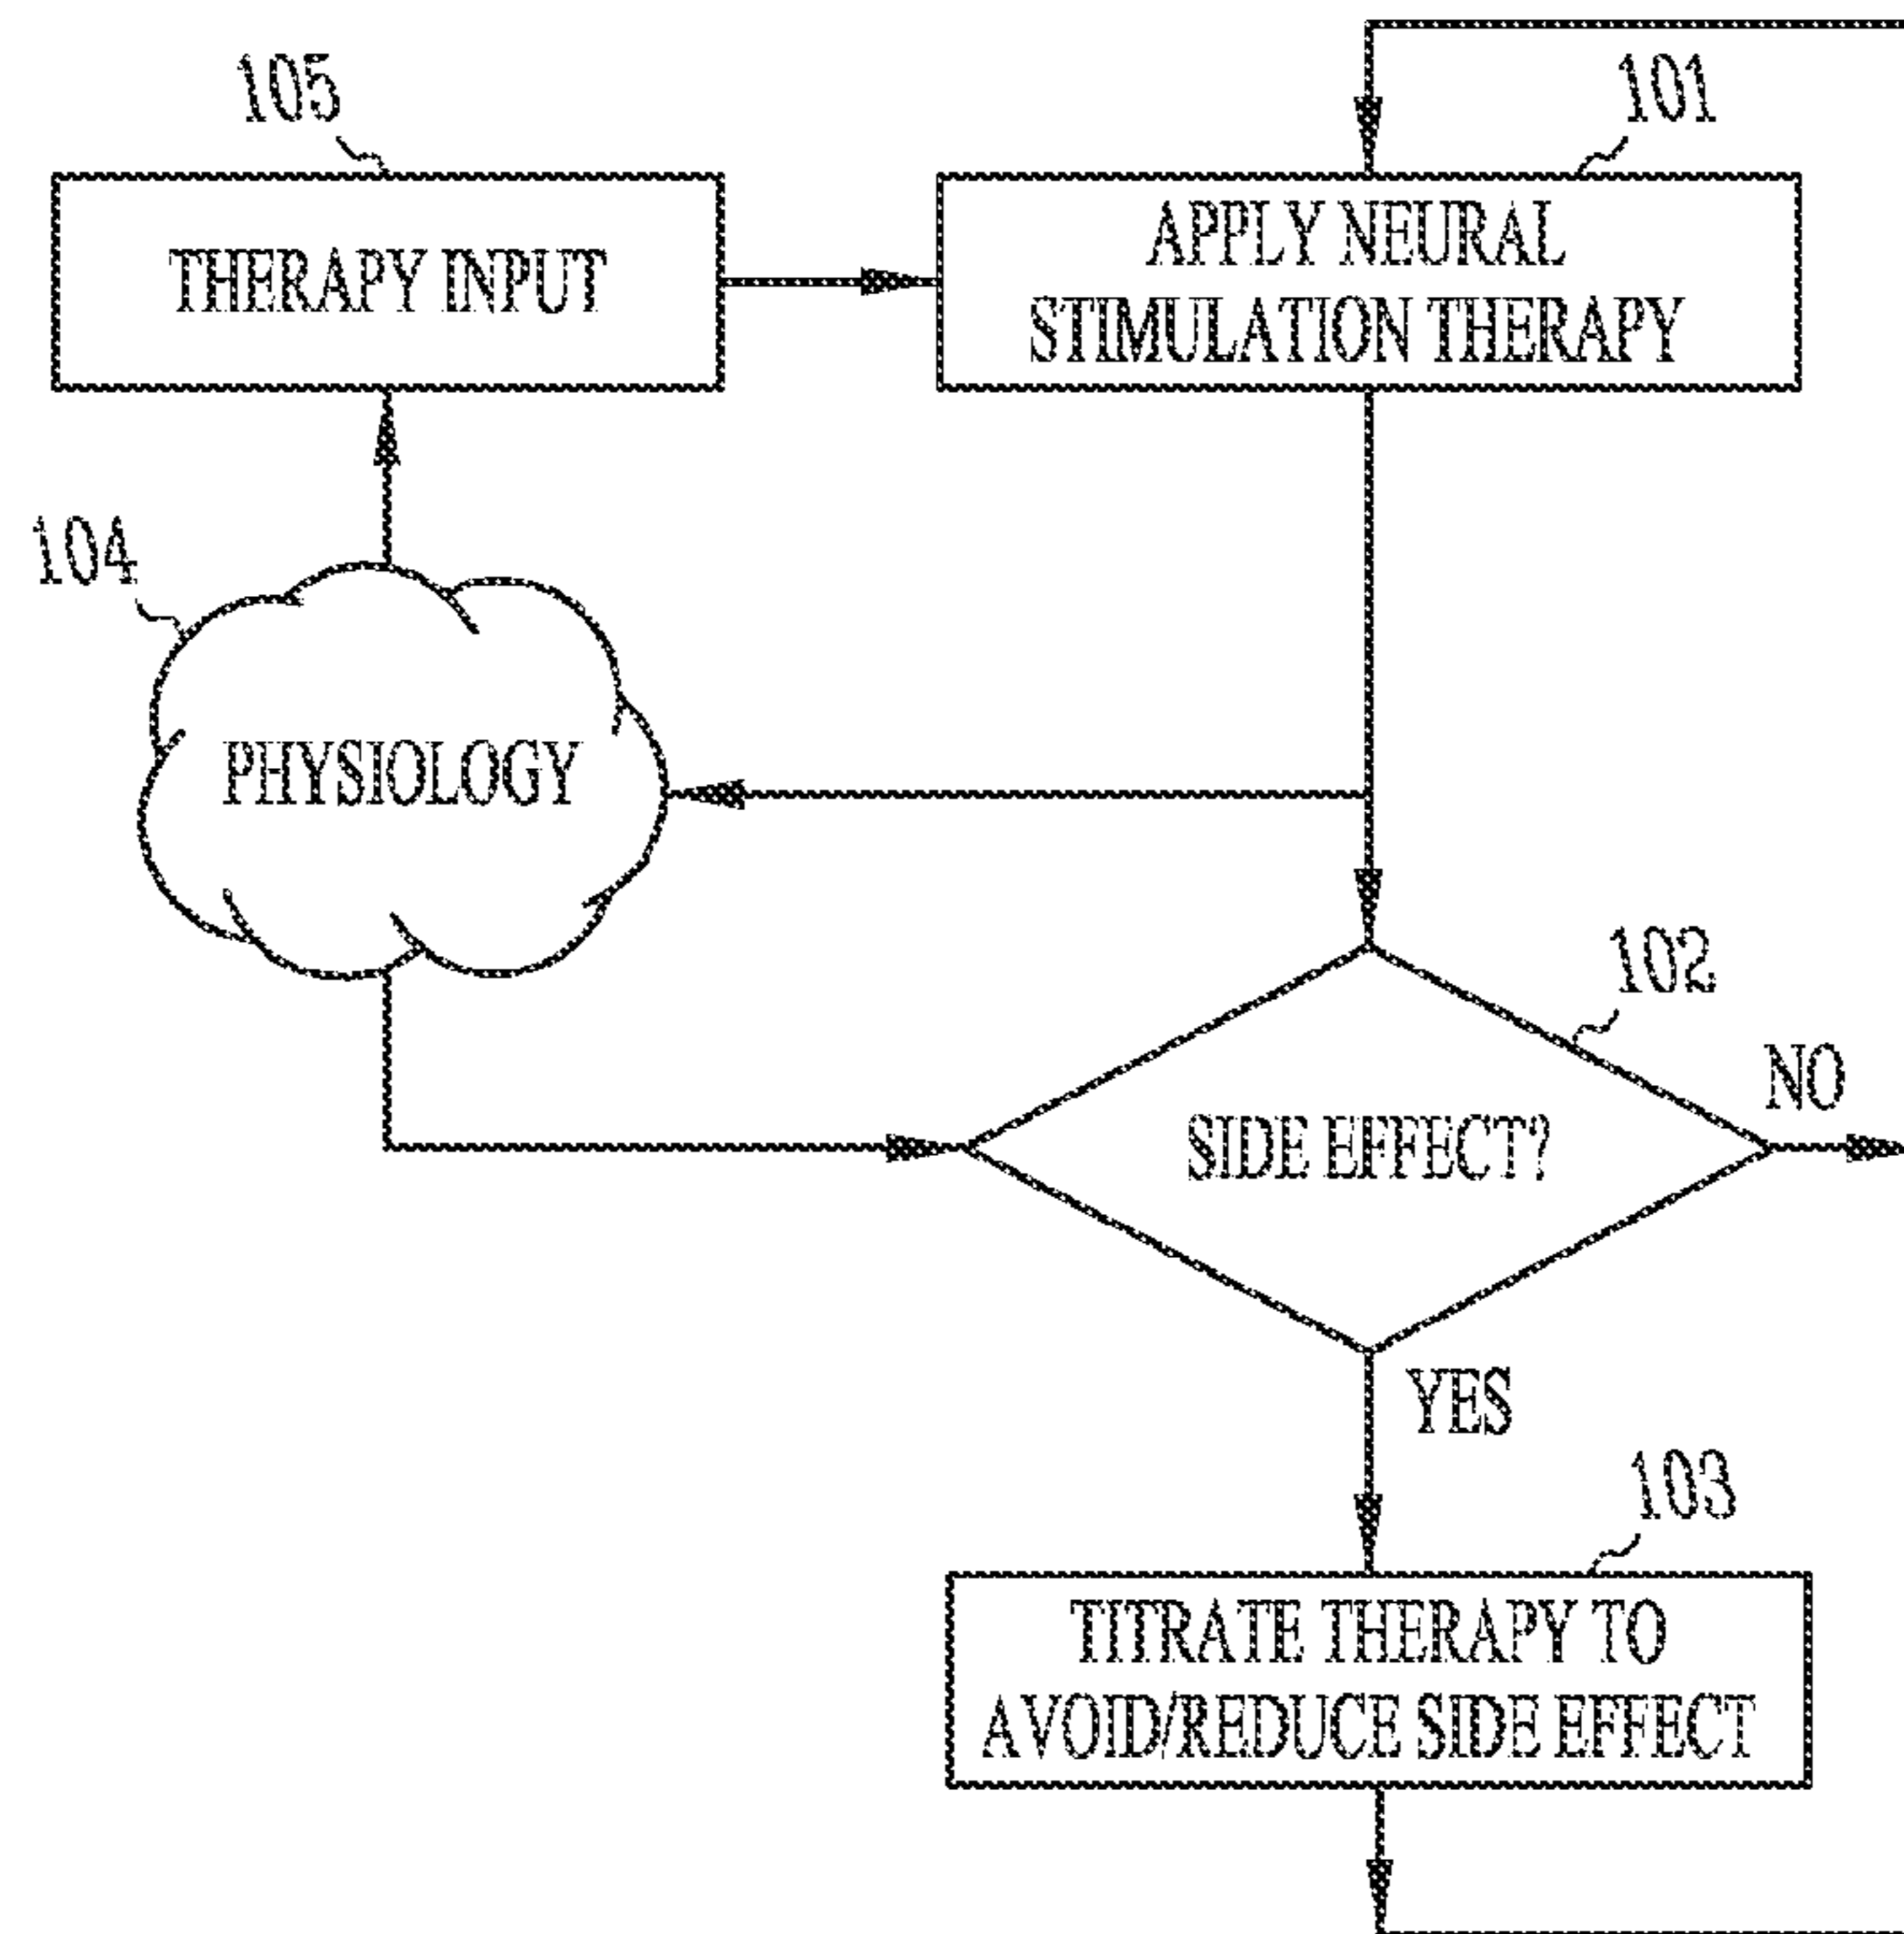 105
101
THERAPY INPUT
APPLY NEURAL
STIMULATION THERAPY
104
PHYSIOLOGY
102
NO
SIDE EFFECT?
YES
103
TITRATE THERAPY TO
AVOID/REDUCE SIDE EFFECT